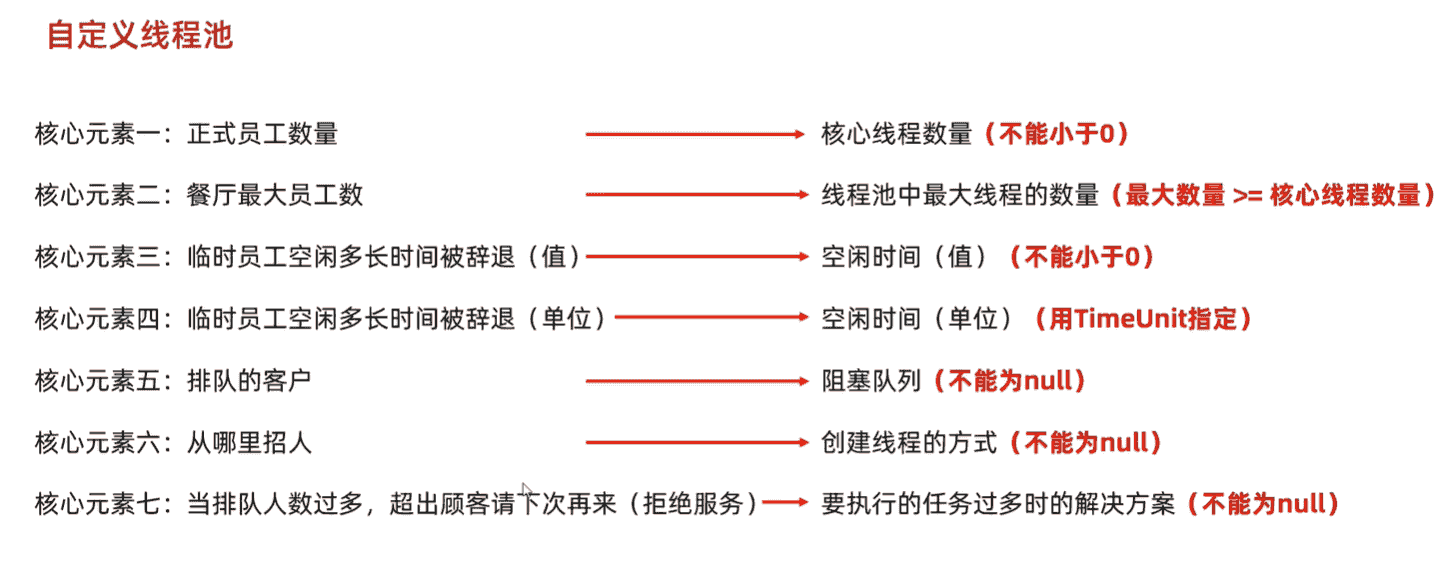 自定义线程池
核心元素一：正式员工数量 核心线程数量（不能小于0）
核心元素二：餐厅最大员工数 线程池中最大线程的数量（最大数量 >= 核心线程数量）
核心元素三：临时员工空闲多长时间被辞退（值） 空闲时间（值）（不能小于0）
核心元素四：临时员工空闲多长时间被辞退（单位） 空闲时间（单位）（用TimeUnit指定）
核心元素五：排队的客户 阻塞队列（不能为null）
核心元素六：从哪里招人 创建线程的方式（不能为null）
核心元素七：当排队人数过多，超出顾客请下次再来（拒绝服务） 要执行的任务过多时的解决方案（不能为null）